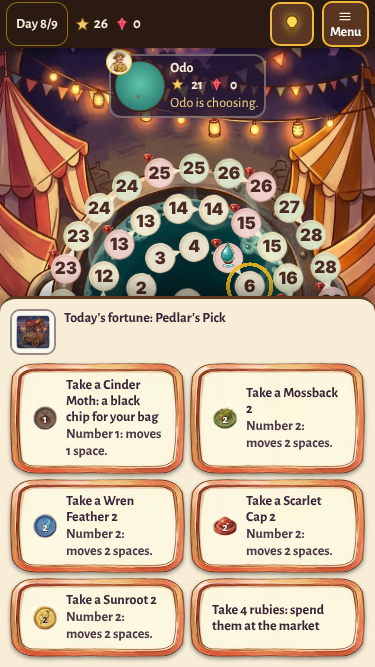 Day 8/9
26
0
Menu
Odo
21
0
Odo is choosing.
25
25
26
24
26
24
13
14
14
15
27
23
13
3
4
15
28
23
12
2
6
16
28
Today's fortune: Pedlar's Pick
Take a Cinder
Moth: a black
chip for your bag
Number 1: moves
1 space.
1
Take a Mossback
2
Number 2:
moves 2 spaces.
2
Take a Wren
Feather 2
Number 2:
moves 2 spaces.
2
Take a Scarlet
Cap 2
Number 2:
moves 2 spaces.
2
Take a Sunroot 2
Number 2:
moves 2 spaces.
2
Take 4 rubies: spend
them at the market